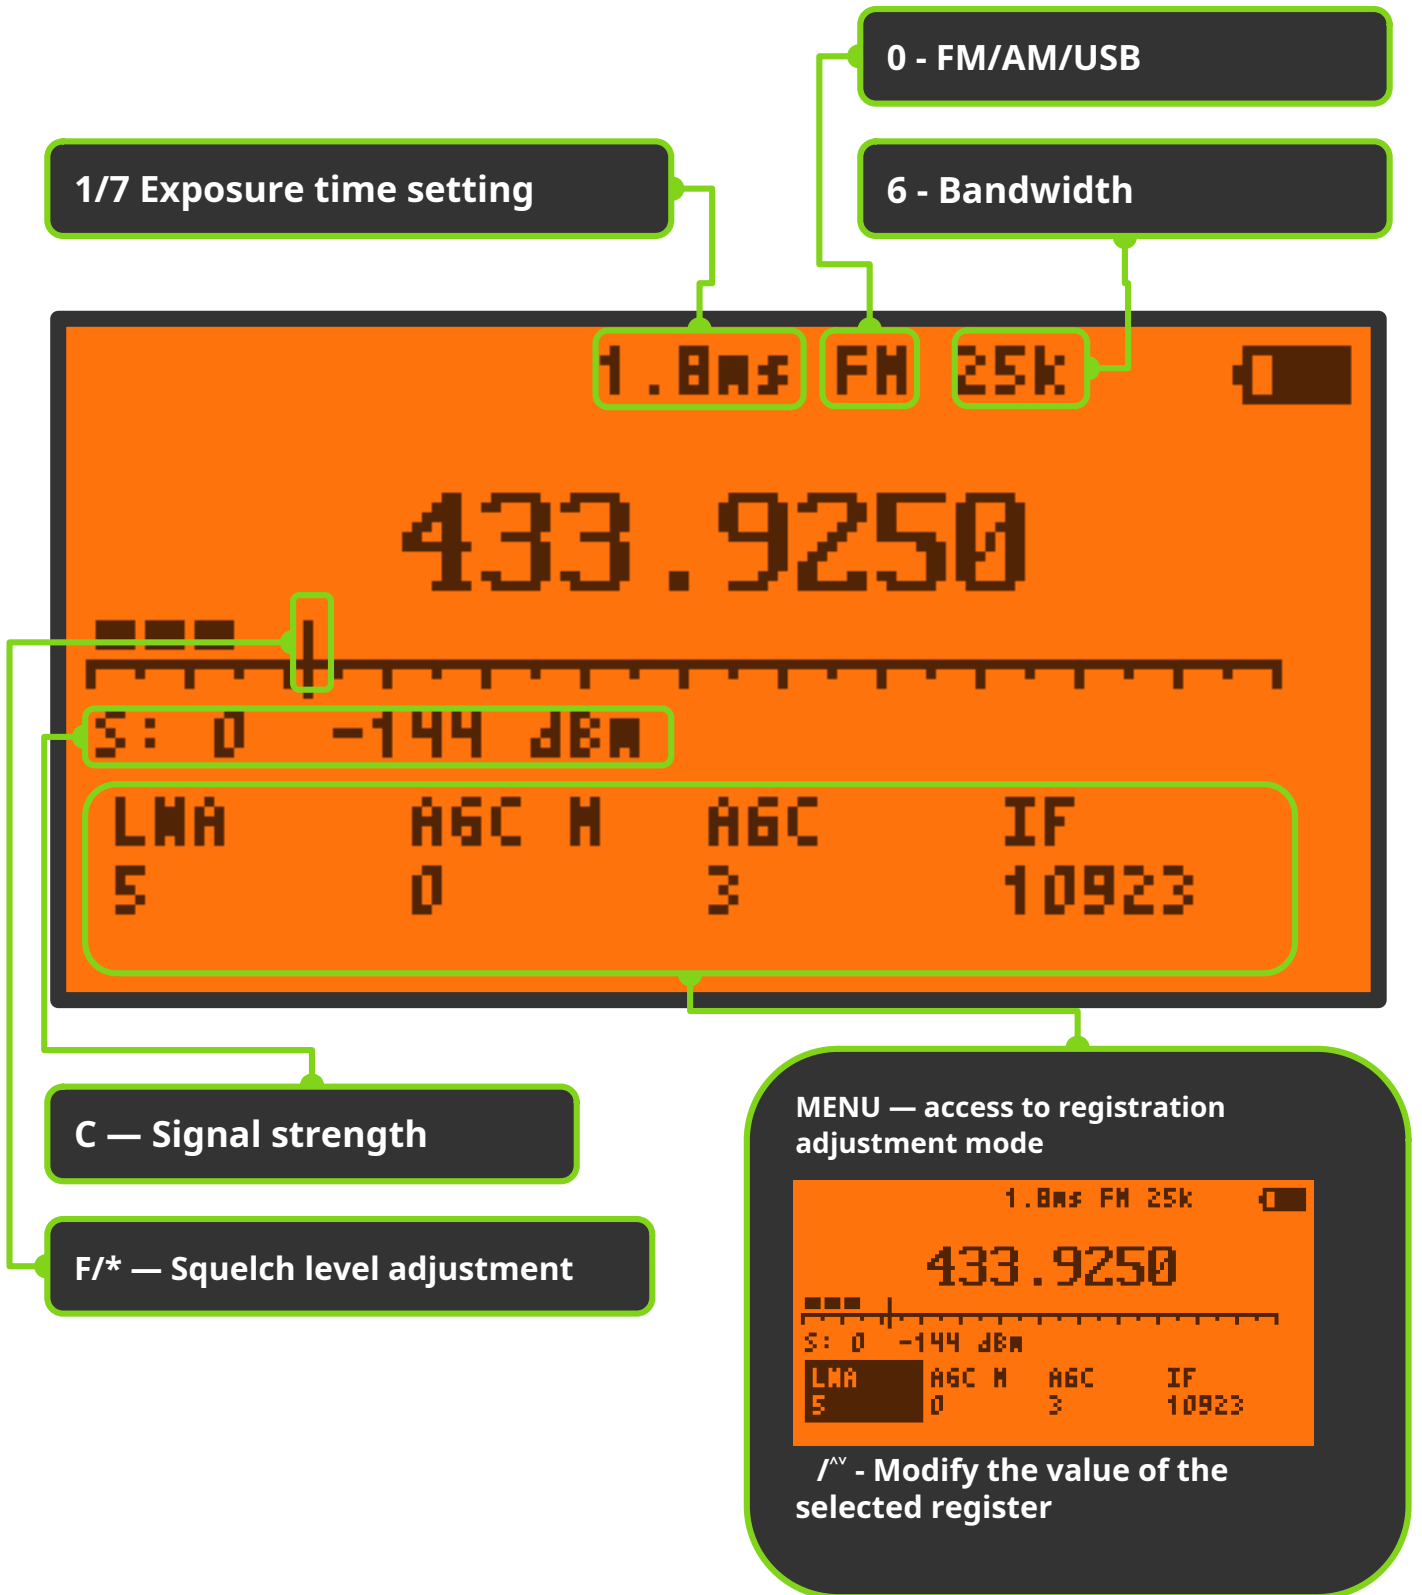 0 - FM/AM/USB
1/7 Exposure time setting
6 - Bandwidth
1.8ms FM 25k
433.9250
S: 0 -144 dBm
LNA AGC M AGC IF
5 0 3 10923
C — Signal strength
F/* — Squelch level adjustment
MENU — access to registration
adjustment mode
1.8ms FM 25k
433.9250
S: 0 -144 dBm
LNA AGC M AGC IF
5 0 3 10923
/^˅ - Modify the value of the
selected register